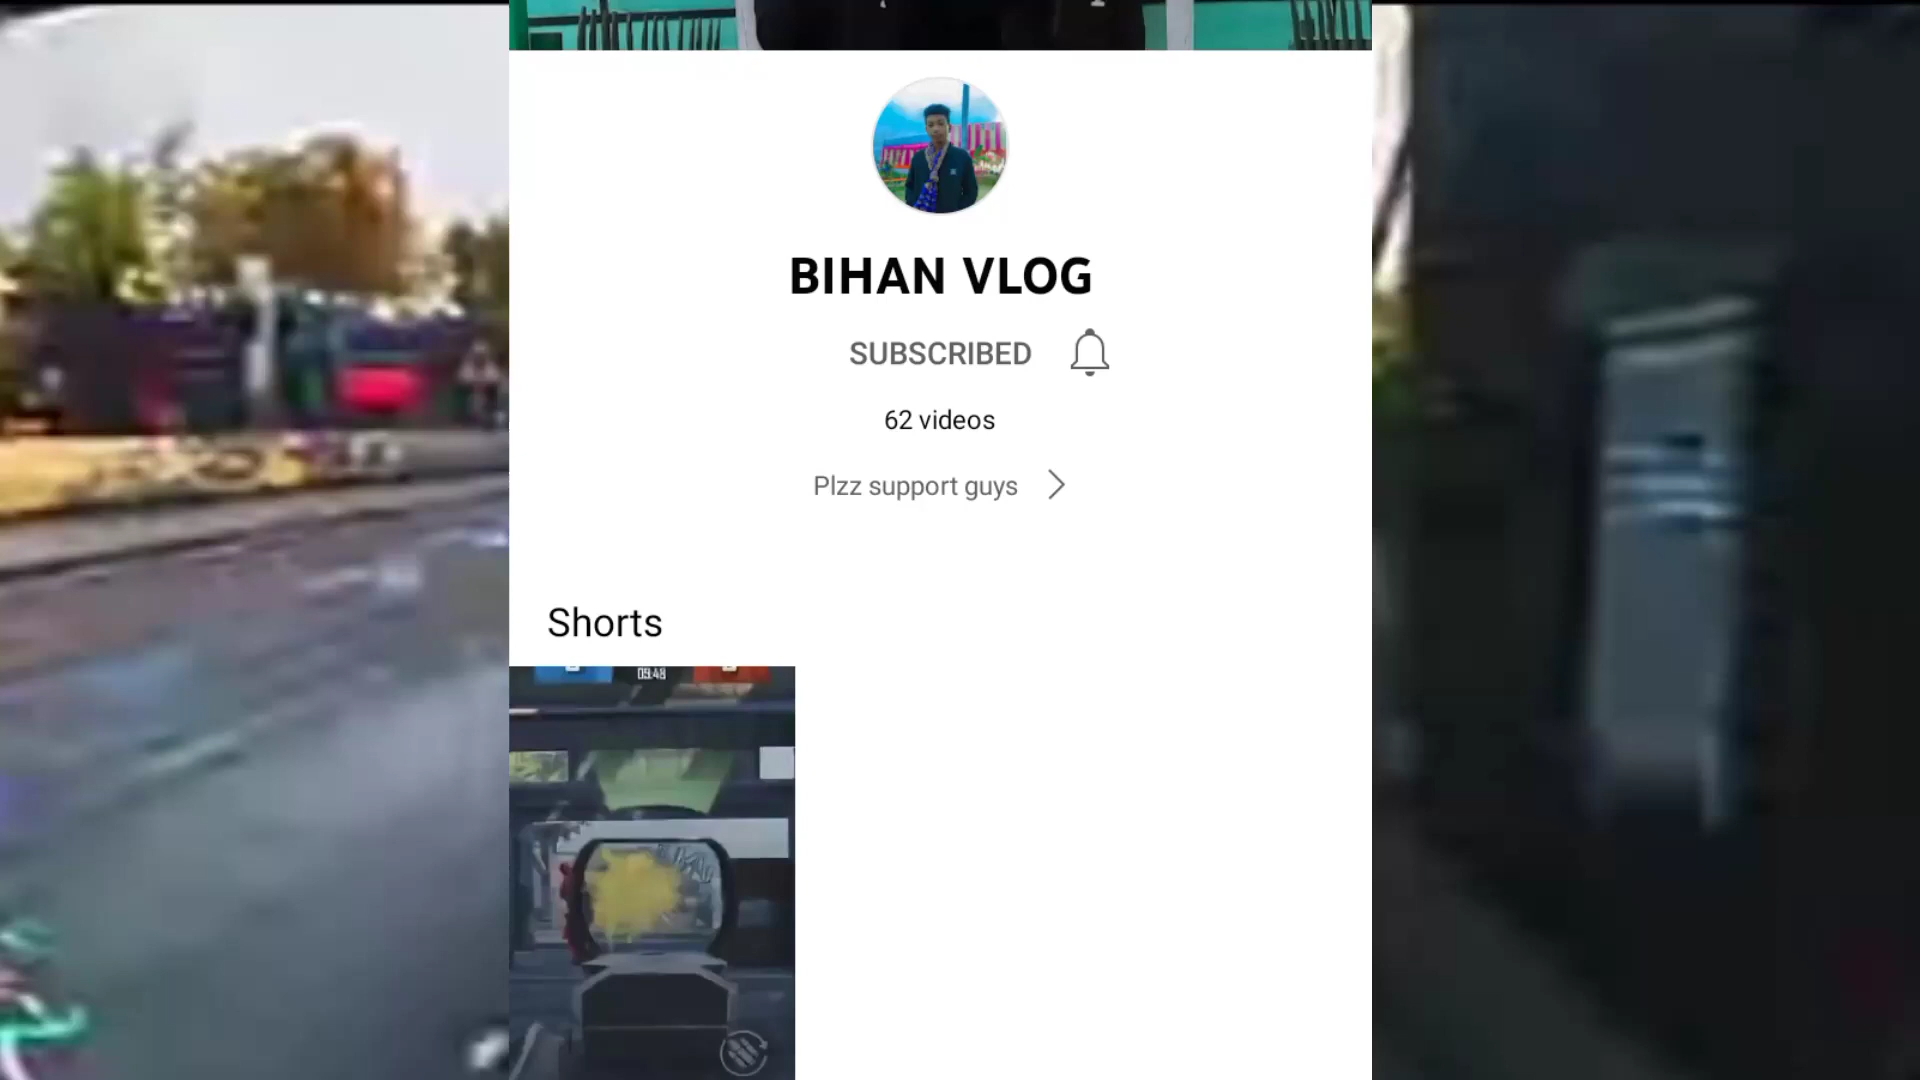 BIHAN VLOG
SUBSCRIBED
62 videos
Plzz support guys
Shorts
09:48